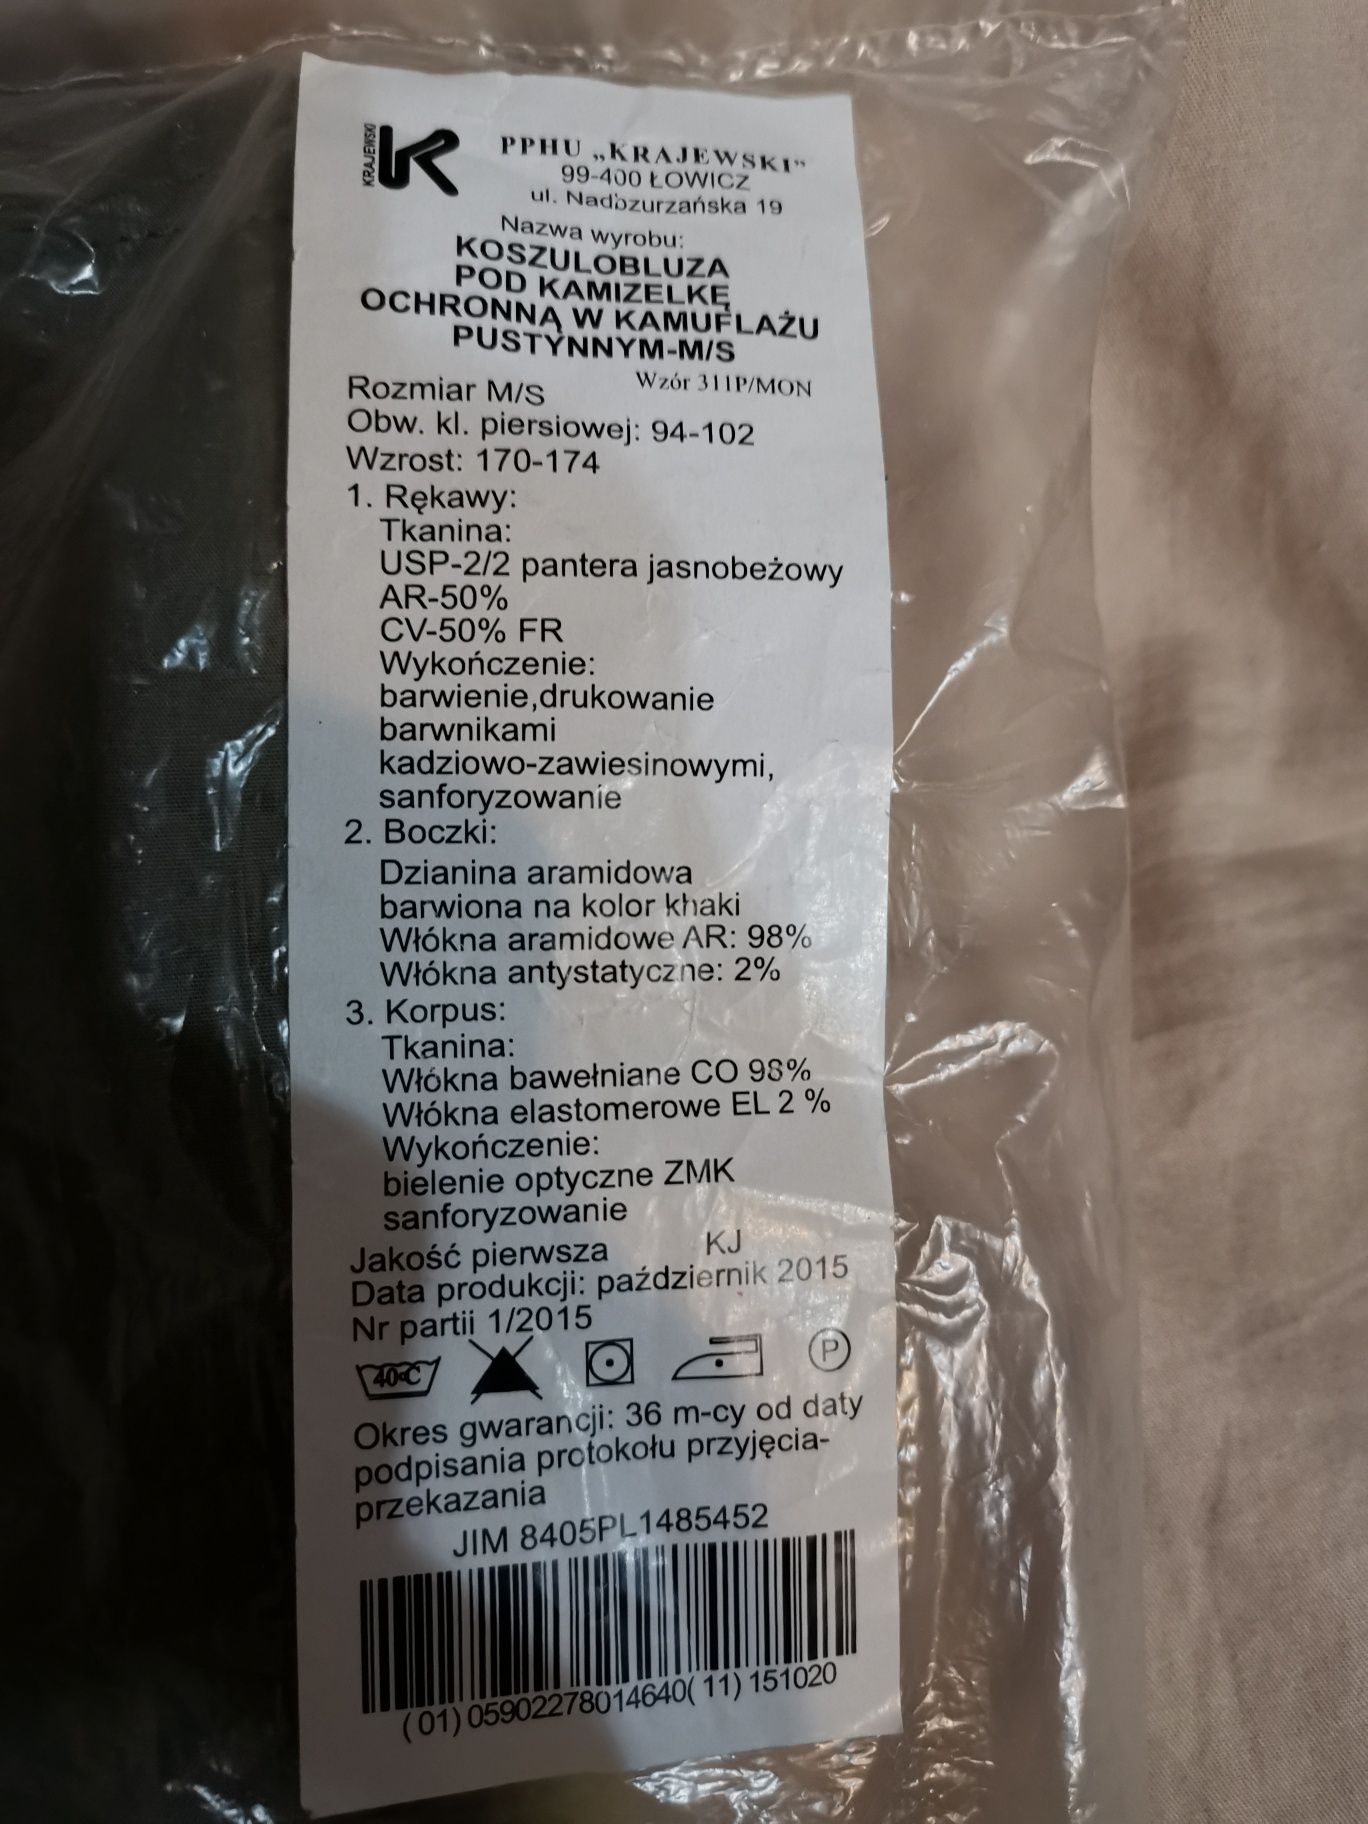 KRAJEWSKI
PPHU „KRAJEWSKI”
99-400 ŁOWICZ
ul. Nadbzurzańska 19
Nazwa wyrobu:
KOSZULOBLUZA
POD KAMIZELKĘ
OCHRONNĄ W KAMUFLAŻU
PUSTYNNYM-M/S
Wzór 311P/MON
Rozmiar M/S
Obw. kl. piersiowej: 94-102
Wzrost: 170-174
1. Rękawy:
Tkanina:
USP-2/2 pantera jasnobeżowy
AR-50%
CV-50% FR
Wykończenie:
barwienie,drukowanie
barwnikami
kadziowo-zawiesinowymi,
sanforyzowanie
2. Boczki:
Dzianina aramidowa
barwiona na kolor khaki
Włókna aramidowe AR: 98%
Włókna antystatyczne: 2%
3. Korpus:
Tkanina:
Włókna bawełniane CO 98%
Włókna elastomerowe EL 2 %
Wykończenie:
bielenie optyczne ZMK
sanforyzowanie
Jakość pierwsza KJ
Data produkcji: październik 2015
Nr partii 1/2015
40°C P
Okres gwarancji: 36 m-cy od daty
podpisania protokołu przyjęcia-
przekazania
JIM 8405PL1485452
(01)05902278014640(11)151020